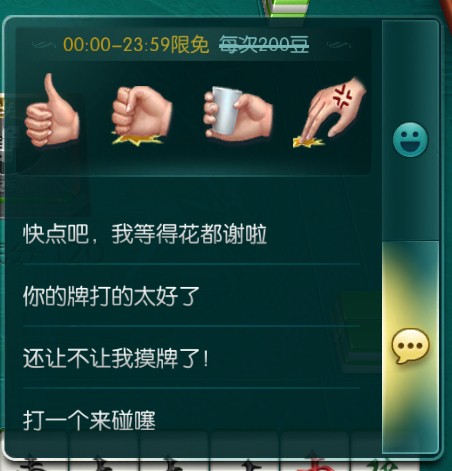 00:00-23:59限免 每次200豆
快点吧，我等得花都谢啦
你的牌打的太好了
还让不让我摸牌了！
打一个来碰噻